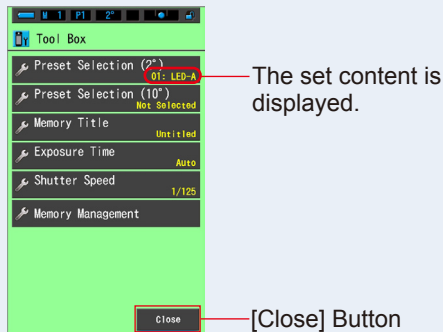 M 1 P1 2°
Tool Box
Preset Selection (2°)
01: LED-A
The set content is
displayed.
Preset Selection (10°)
Not Selected
Memory Title
Untitled
Exposure Time
Auto
Shutter Speed
1/125
Memory Management
Close
[Close] Button